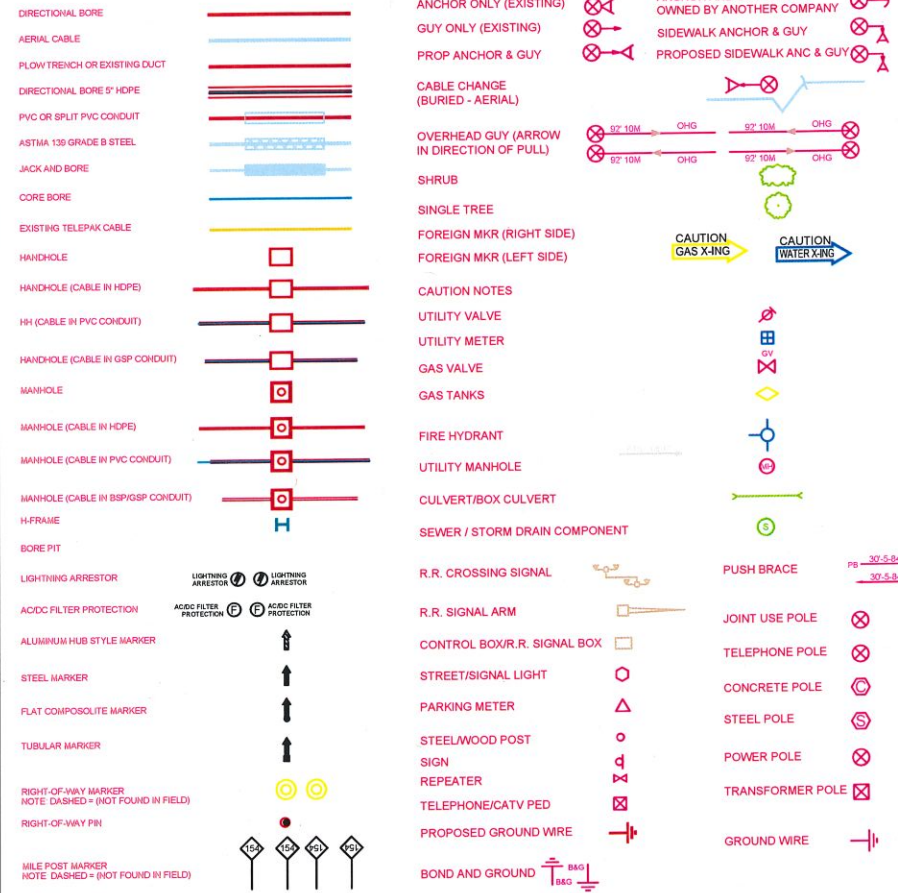 DIRECTIONAL BORE
AERIAL CABLE
PLOW TRENCH OR EXISTING DUCT
DIRECTIONAL BORE 5" HDPE
PVC OR SPLIT PVC CONDUIT
ASTMA 139 GRADE B STEEL
JACK AND BORE
CORE BORE
EXISTING TELEPAK CABLE
HANDHOLE
HANDHOLE (CABLE IN HDPE)
HH (CABLE IN PVC CONDUIT)
HANDHOLE (CABLE IN GSP CONDUIT)
MANHOLE
MANHOLE (CABLE IN HDPE)
MANHOLE (CABLE IN PVC CONDUIT)
MANHOLE (CABLE IN BSP/GSP CONDUIT)
H-FRAME
BORE PIT
LIGHTNING ARRESTOR
LIGHTNING
ARRESTOR
LIGHTNING
ARRESTOR
AC/DC FILTER PROTECTION
AC/DC FILTER
PROTECTION
F
F
AC/DC FILTER
PROTECTION
ALUMINUM HUB STYLE MARKER
STEEL MARKER
FLAT COMPOSOLITE MARKER
TUBULAR MARKER
RIGHT-OF-WAY MARKER
NOTE DASHED = (NOT FOUND IN FIELD)
RIGHT-OF-WAY PIN
MILE POST MARKER
NOTE DASHED = (NOT FOUND IN FIELD)
154
154
154
154
ANCHOR ONLY (EXISTING)
GUY ONLY (EXISTING)
PROP ANCHOR & GUY
CABLE CHANGE
(BURIED - AERIAL)
OVERHEAD GUY (ARROW
IN DIRECTION OF PULL)
92' 10M OHG
92' 10M OHG
92' 10M OHG
92' 10M OHG
SHRUB
SINGLE TREE
FOREIGN MKR (RIGHT SIDE)
FOREIGN MKR (LEFT SIDE)
CAUTION
GAS X-ING
CAUTION
WATER X-ING
CAUTION NOTES
UTILITY VALVE
UTILITY METER
GV
GAS VALVE
GAS TANKS
FIRE HYDRANT
UTILITY MANHOLE
MH
CULVERT/BOX CULVERT
SEWER / STORM DRAIN COMPONENT
S
R.R. CROSSING SIGNAL
R.R. SIGNAL ARM
CONTROL BOX/R.R. SIGNAL BOX
STREET/SIGNAL LIGHT
PARKING METER
STEEL/WOOD POST
SIGN
REPEATER
TELEPHONE/CATV PED
PROPOSED GROUND WIRE
BOND AND GROUND
B&G
B&G
OWNED BY ANOTHER COMPANY
SIDEWALK ANCHOR & GUY
PROPOSED SIDEWALK ANC & GUY
PUSH BRACE
PB
30'-5-8
30'-5-8
JOINT USE POLE
TELEPHONE POLE
CONCRETE POLE
C
STEEL POLE
S
POWER POLE
TRANSFORMER POLE
GROUND WIRE